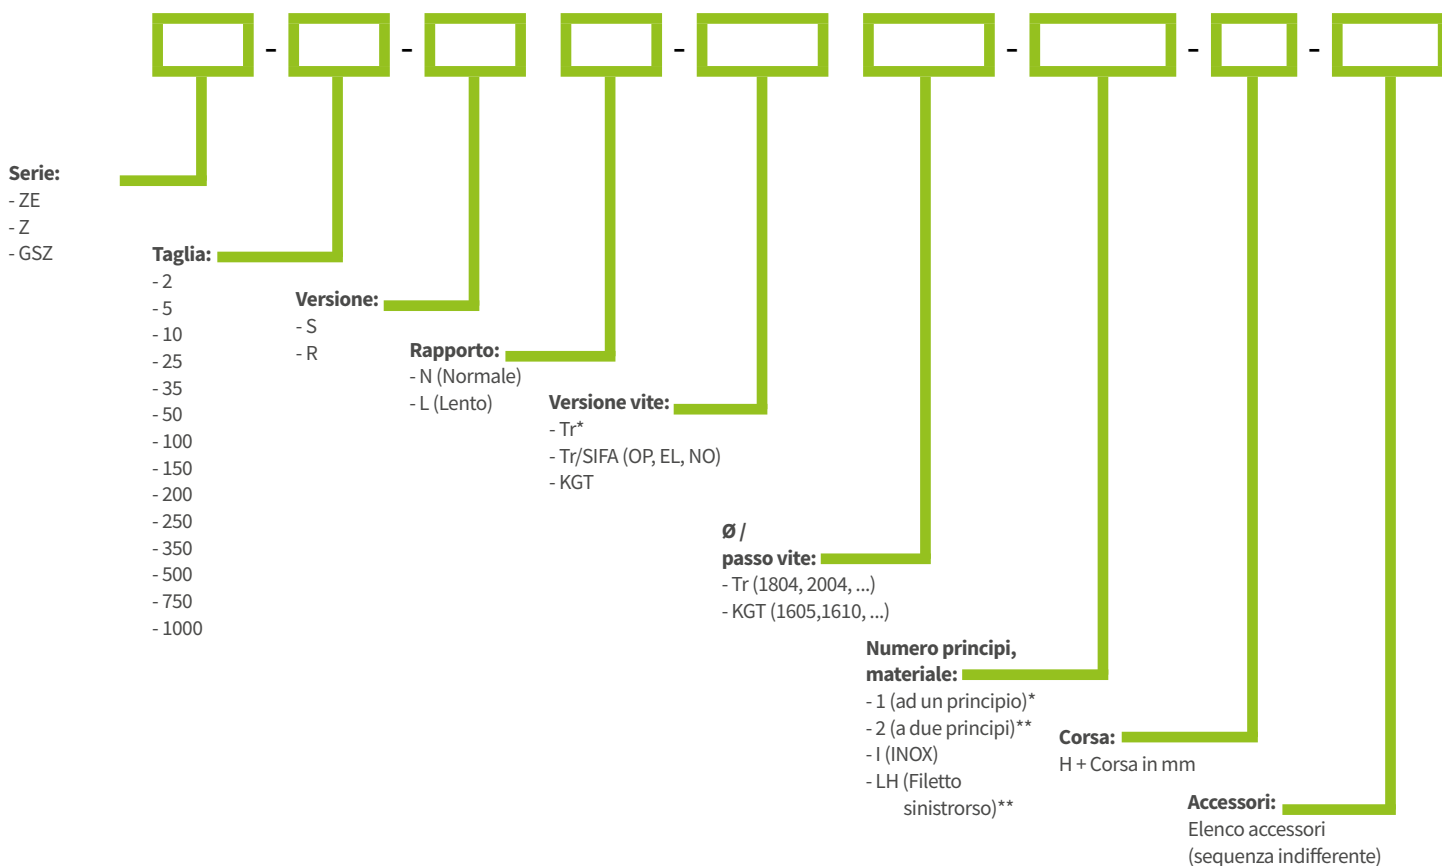 - - - - - -
Serie:
- ZE
- Z
- GSZ
Taglia:
- 2
- 5
- 10
- 25
- 35
- 50
- 100
- 150
- 200
- 250
- 350
- 500
- 750
- 1000
Versione:
- S
- R
Rapporto:
- N (Normale)
- L (Lento)
Versione vite:
- Tr*
- Tr/SIFA (OP, EL, NO)
- KGT
Ø /
passo vite:
- Tr (1804, 2004, ...)
- KGT (1605,1610, ...)
Numero principi,
materiale:
- 1 (ad un principio)*
- 2 (a due principi)**
- I (INOX)
- LH (Filetto
sinistrorso)**
Corsa:
H + Corsa in mm
Accessori:
Elenco accessori
(sequenza indifferente)